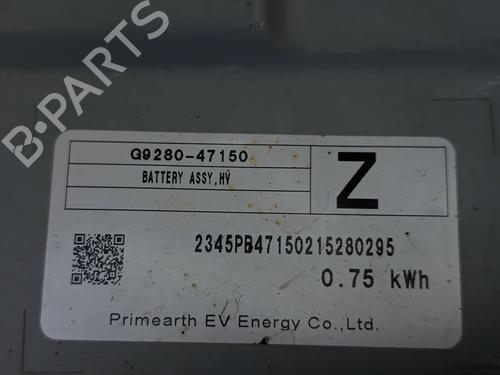 B-PARTS
G9280-47150
BATTERY ASSY,HV
Z
2345PB47150215280295
0.75 kWh
Primearth EV Energy Co.,Ltd.